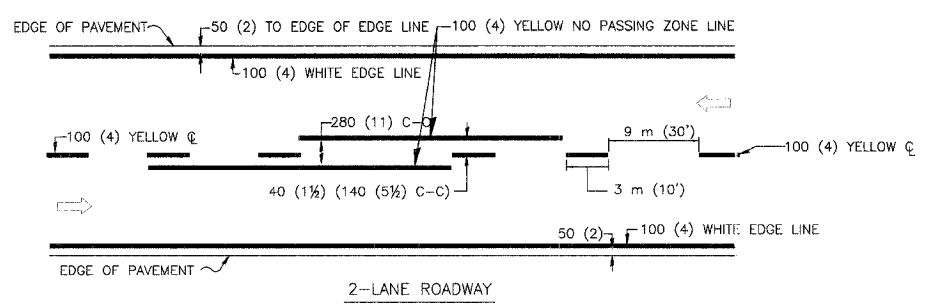 EDGE OF PAVEMENT
50 (2) TO EDGE OF EDGE LINE
100 (4) YELLOW NO PASSING ZONE LINE
100 (4) WHITE EDGE LINE
280 (11) C-C
9 m (30')
100 (4) YELLOW ℄
100 (4) YELLOW ℄
40 (1½) (140 (5½) C-C)
3 m (10')
50 (2)
100 (4) WHITE EDGE LINE
EDGE OF PAVEMENT
2-LANE ROADWAY